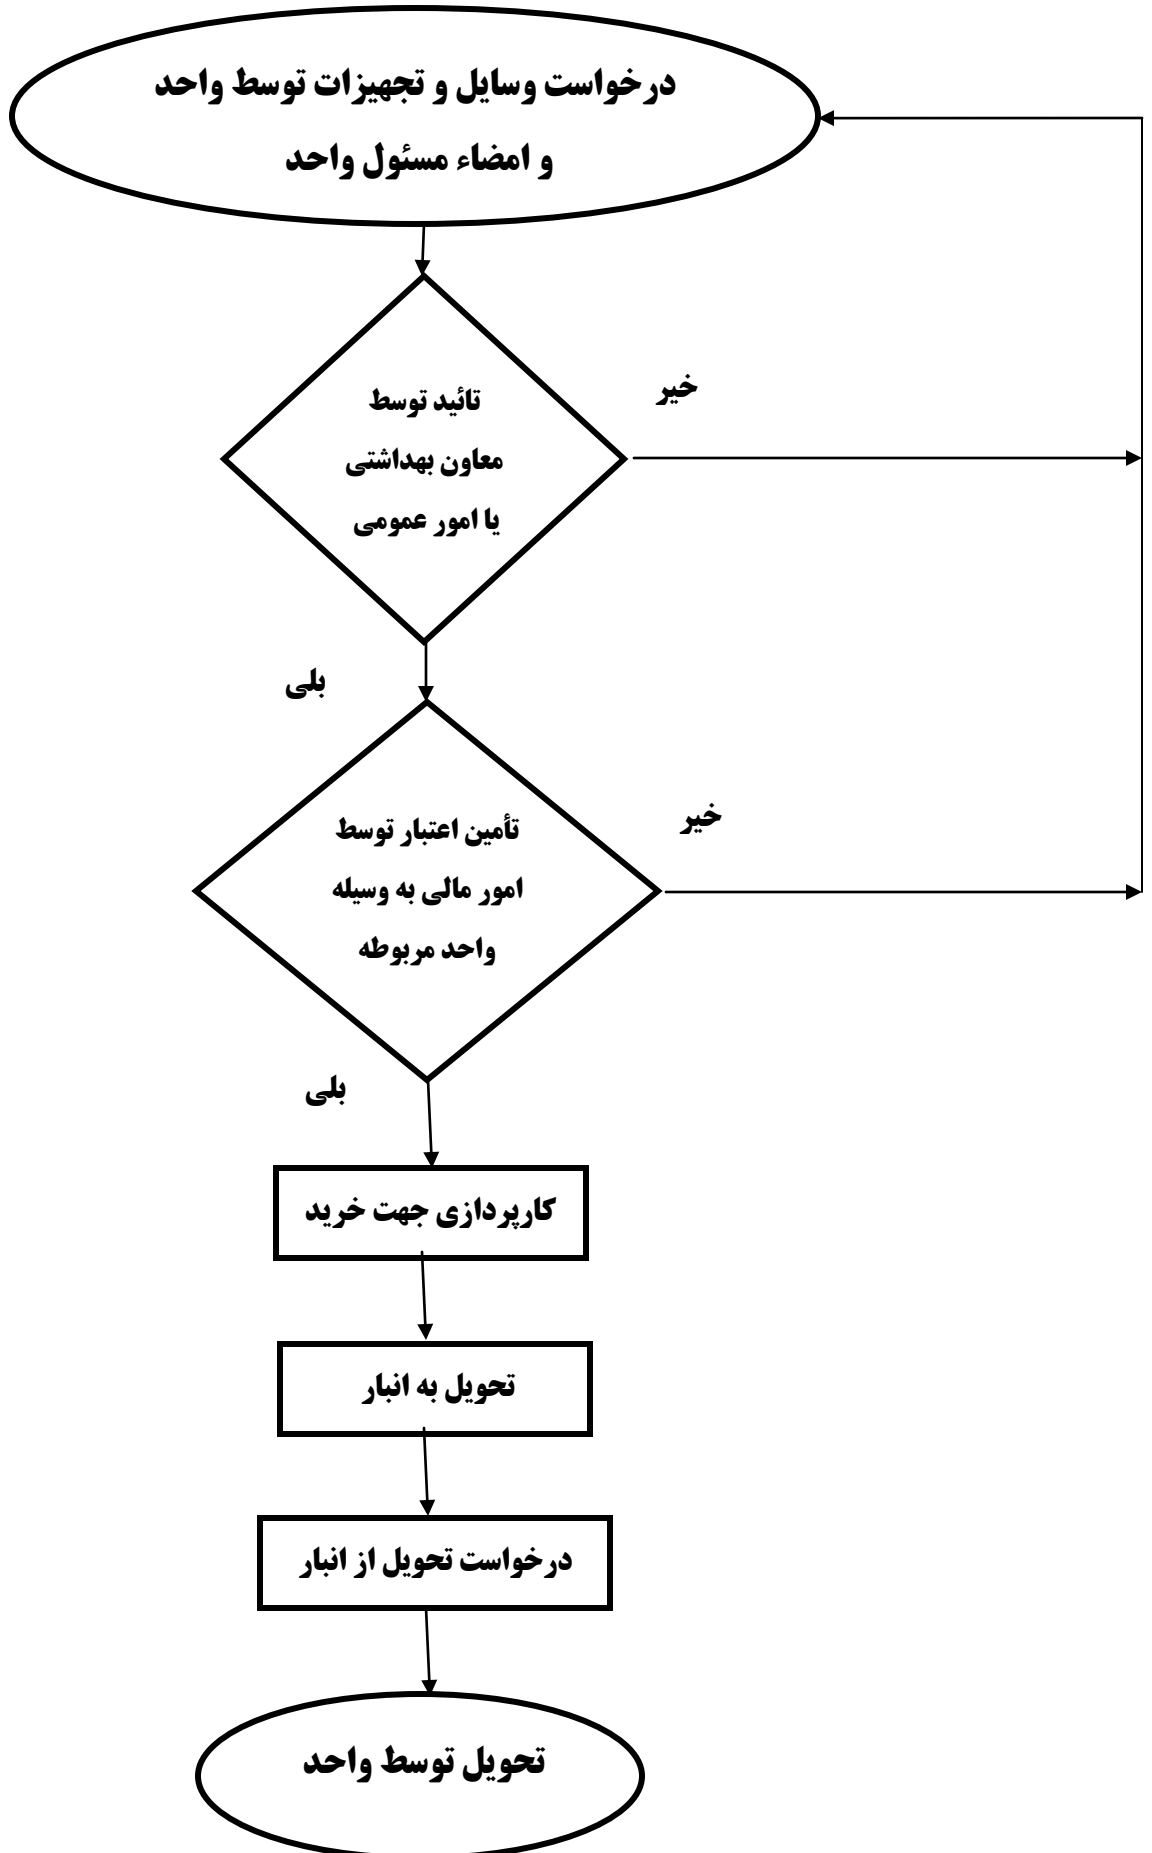 درخواست وسایل و تجهیزات توسط واحد
و امضاء مسئول واحد
خیر
تائید توسط
معاون بهداشتی
یا امور عمومی
بلی
خیر
تأمین اعتبار توسط
امور مالی به وسیله
واحد مربوطه
بلی
کارپردازی جهت خرید
تحویل به انبار
درخواست تحویل از انبار
تحویل توسط واحد